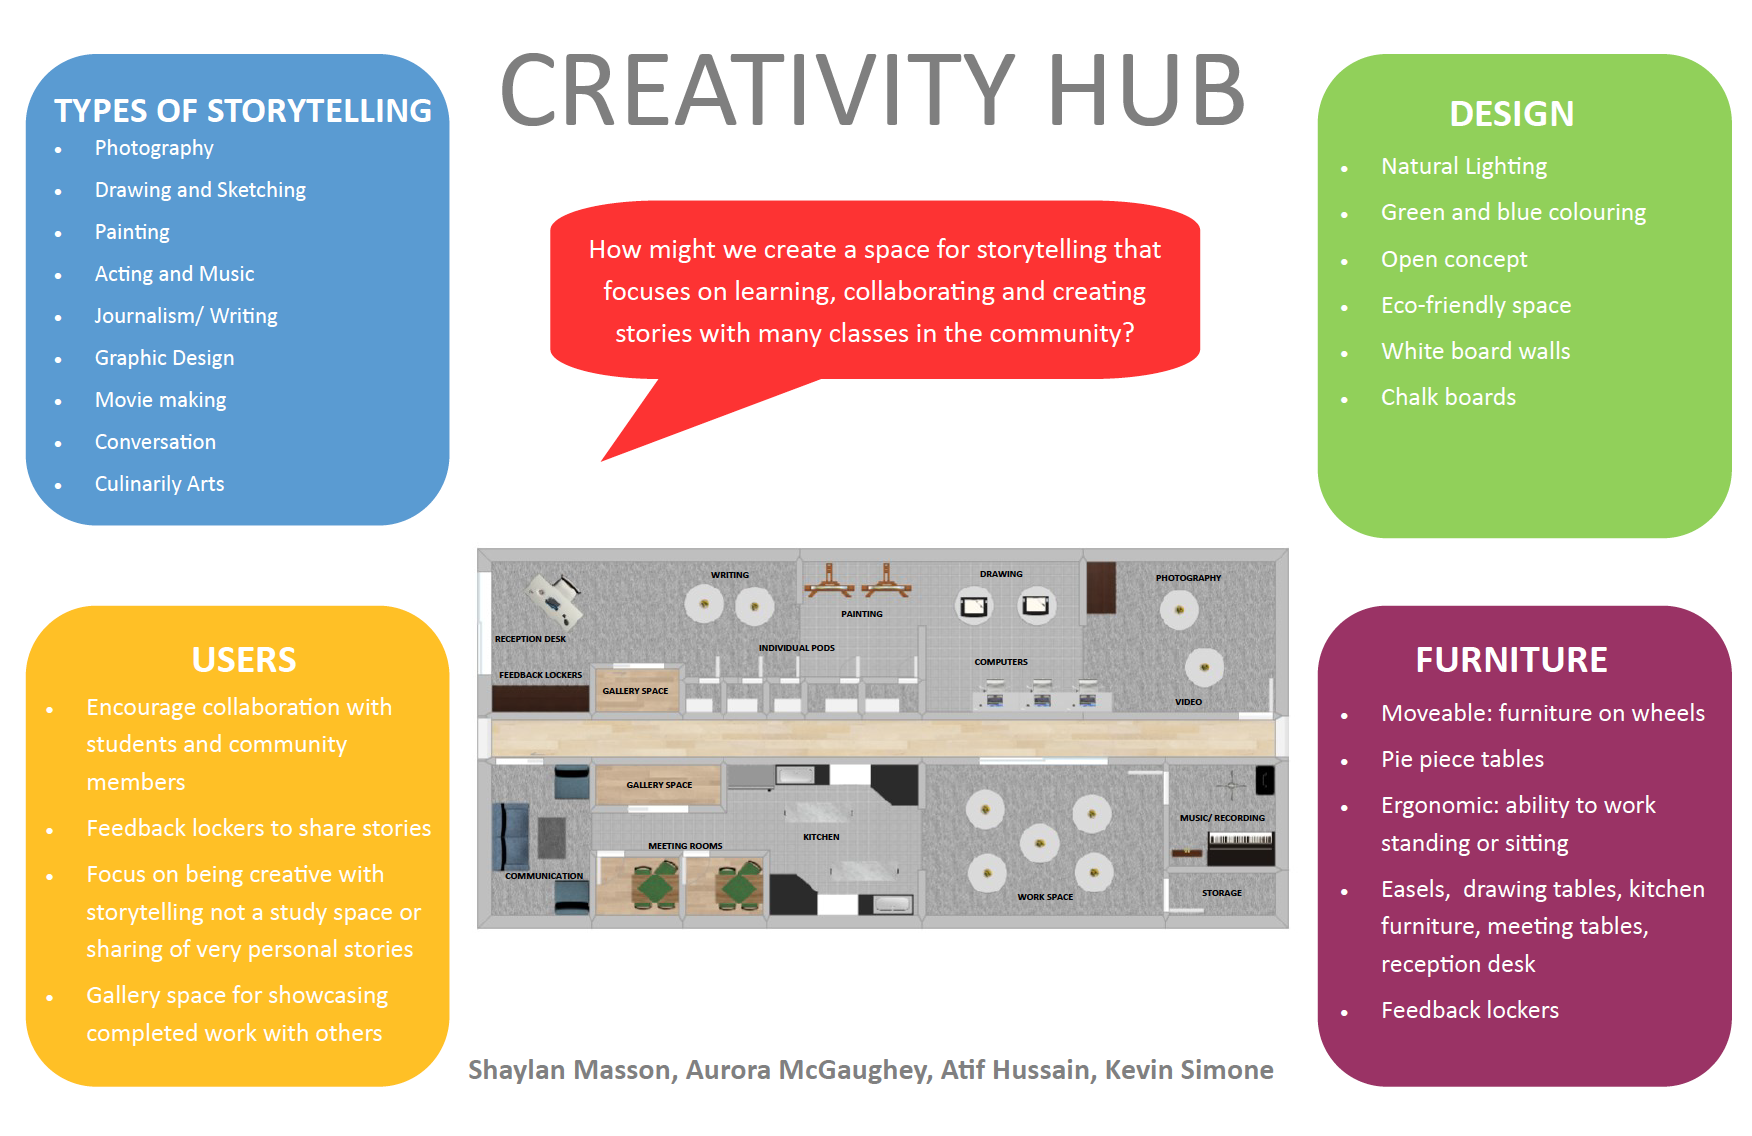 CREATIVITY HUB
TYPES OF STORYTELLING
• Photography
• Drawing and Sketching
• Painting
• Acting and Music
• Journalism/ Writing
• Graphic Design
• Movie making
• Conversation
• Culinarily Arts
How might we create a space for storytelling that
focuses on learning, collaborating and creating
stories with many classes in the community?
DESIGN
• Natural Lighting
• Green and blue colouring
• Open concept
• Eco-friendly space
• White board walls
• Chalk boards
WRITING
DRAWING
PHOTOGRAPHY
PAINTING
RECEPTION DESK
INDIVIDUAL PODS
COMPUTERS
FEEDBACK LOCKERS
GALLERY SPACE
VIDEO
GALLERY SPACE
MUSIC/ RECORDING
KITCHEN
MEETING ROOMS
COMMUNICATION
WORK SPACE
STORAGE
USERS
• Encourage collaboration with
students and community
members
• Feedback lockers to share stories
• Focus on being creative with
storytelling not a study space or
sharing of very personal stories
• Gallery space for showcasing
completed work with others
FURNITURE
• Moveable: furniture on wheels
• Pie piece tables
• Ergonomic: ability to work
standing or sitting
• Easels,  drawing tables, kitchen
furniture, meeting tables,
reception desk
• Feedback lockers
Shaylan Masson, Aurora McGaughey, Atif Hussain, Kevin Simone